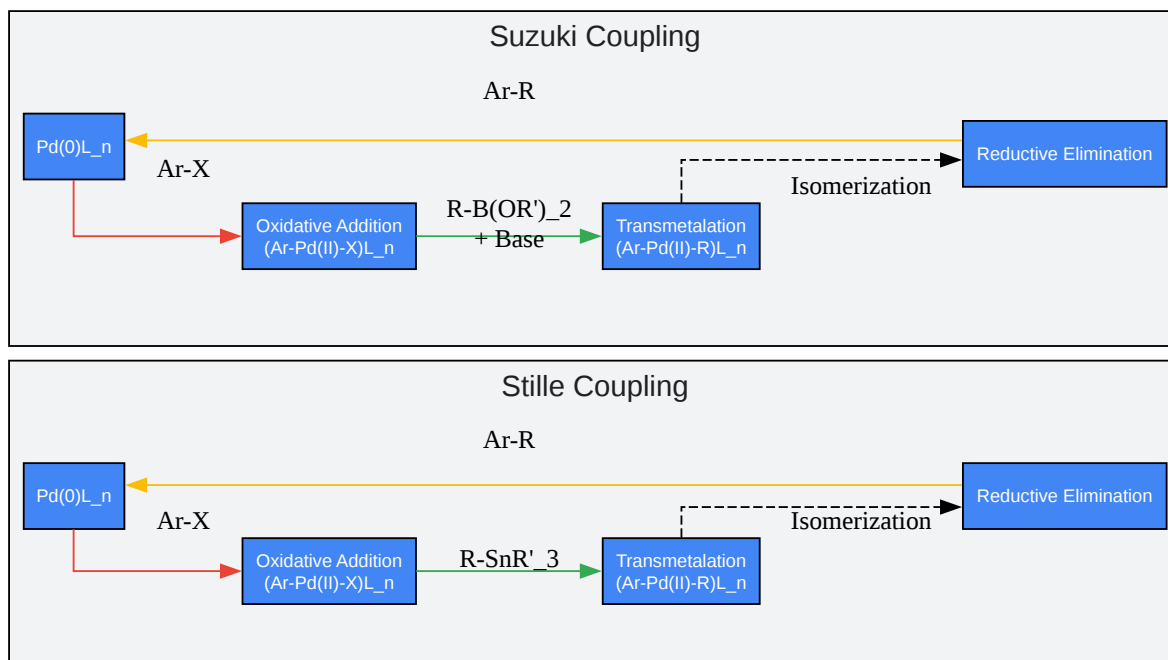 Suzuki Coupling
Ar-R
Pd(0)L_n
Reductive Elimination
Ar-X
Isomerization
Oxidative Addition
(Ar-Pd(II)-X)L_n
R-B(OR')_2
+ Base
Transmetalation
(Ar-Pd(II)-R)L_n
Stille Coupling
Ar-R
Pd(0)L_n
Reductive Elimination
Ar-X
Isomerization
Oxidative Addition
(Ar-Pd(II)-X)L_n
R-SnR'_3
Transmetalation
(Ar-Pd(II)-R)L_n